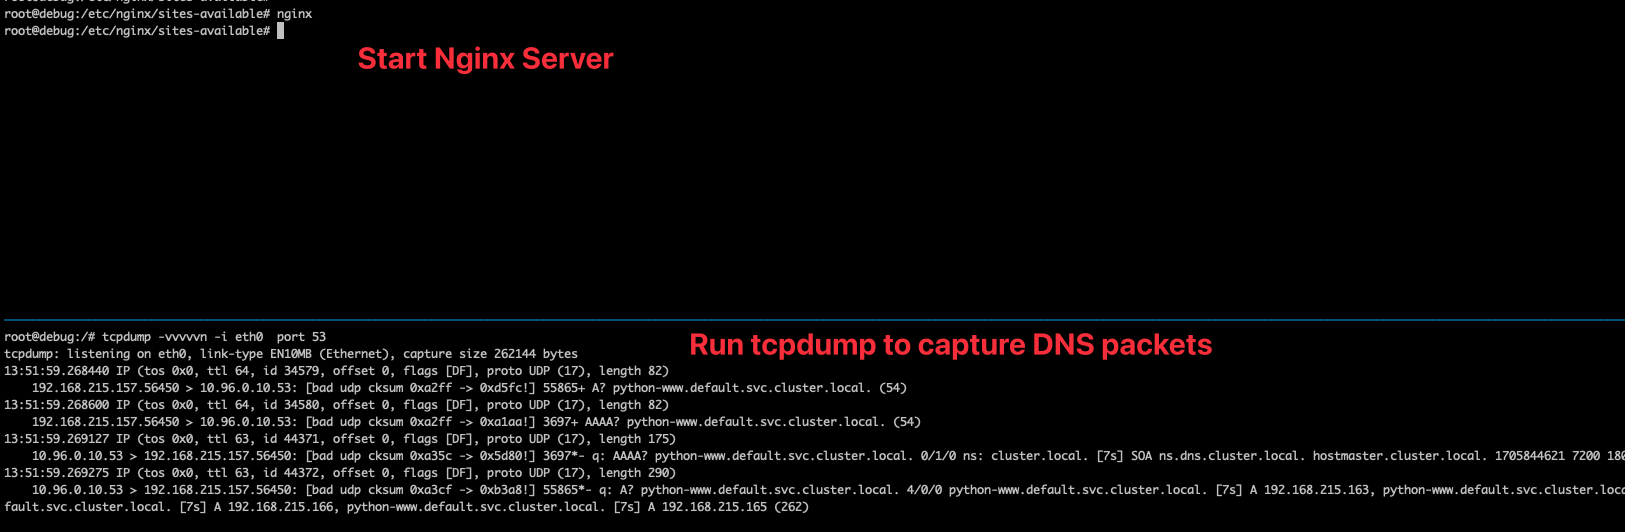 root@debug:/etc/nginx/sites-available#
root@debug:/etc/nginx/sites-available# nginx
root@debug:/etc/nginx/sites-available#
Start Nginx Server
root@debug:/# tcpdump -vvvvvn -i eth0  port 53
Run tcpdump to capture DNS packets
tcpdump: listening on eth0, link-type EN10MB (Ethernet), capture size 262144 bytes
13:51:59.268440 IP (tos 0x0, ttl 64, id 34579, offset 0, flags [DF], proto UDP (17), length 82)
    192.168.215.157.56450 > 10.96.0.10.53: [bad udp cksum 0xa2ff -> 0xd5fc!] 55865+ A? python-www.default.svc.cluster.local. (54)
13:51:59.268600 IP (tos 0x0, ttl 64, id 34580, offset 0, flags [DF], proto UDP (17), length 82)
    192.168.215.157.56450 > 10.96.0.10.53: [bad udp cksum 0xa2ff -> 0xa1aa!] 3697+ AAAA? python-www.default.svc.cluster.local. (54)
13:51:59.269127 IP (tos 0x0, ttl 63, id 44371, offset 0, flags [DF], proto UDP (17), length 175)
    10.96.0.10.53 > 192.168.215.157.56450: [bad udp cksum 0xa35c -> 0x5d80!] 3697*- q: AAAA? python-www.default.svc.cluster.local. 0/1/0 ns: cluster.local. [7s] SOA ns.dns.cluster.local. hostmaster.cluster.local. 1705844621 7200 180
13:51:59.269275 IP (tos 0x0, ttl 63, id 44372, offset 0, flags [DF], proto UDP (17), length 290)
    10.96.0.10.53 > 192.168.215.157.56450: [bad udp cksum 0xa3cf -> 0xb3a8!] 55865*- q: A? python-www.default.svc.cluster.local. 4/0/0 python-www.default.svc.cluster.local. [7s] A 192.168.215.163, python-www.default.svc.cluster.loc
fault.svc.cluster.local. [7s] A 192.168.215.166, python-www.default.svc.cluster.local. [7s] A 192.168.215.165 (262)